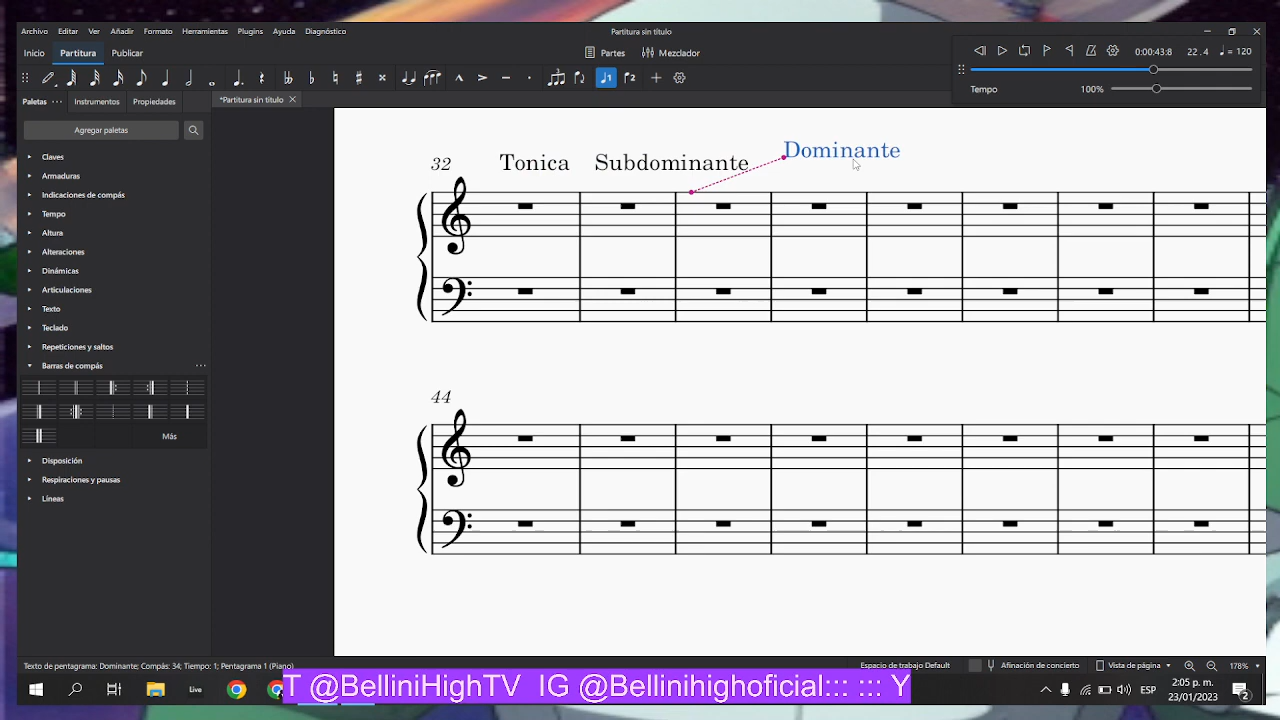 Partitura sin título
Archivo Editar Ver Añadir Formato Herramientas Plugins Ayuda Diagnóstico
Inicio Partitura Publicar
Partes Mezclador
0:00:43:8 22 . 4 = 120
Tempo 100%
1 2
Paletas Instrumentos Propiedades
*Partitura sin título
Agregar paletas
Claves
Armaduras
Indicaciones de compás
Tempo
Altura
Alteraciones
Dinámicas
Articulaciones
Texto
Teclado
Repeticiones y saltos
Barras de compás
Más
Disposición
Respiraciones y pausas
Líneas
32 Tonica Subdominante Dominante
44
Texto de pentagrama: Dominante; Compás: 34; Tiempo: 1; Pentagrama 1 (Piano)
Espacio de trabajo Default Afinación de concierto Vista de página 178%
Live
T @BelliniHighTV IG @Bellinihighoficial::: ::: Y
ESP
2:05 p. m.
23/01/2023
2